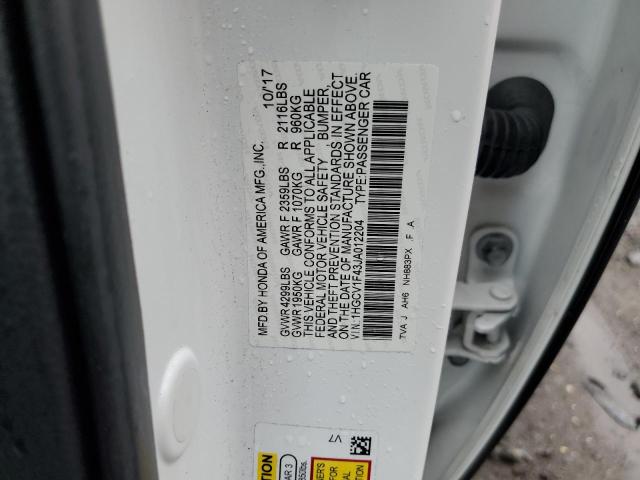 MFD. BY HONDA OF AMERICA MFG., INC. 10/17
GVWR 4299LBS GAWR F 2359LBS R 2116LBS
GVWR 1950KG GAWR F 1070KG R 960KG
THIS VEHICLE CONFORMS TO ALL APPLICABLE
FEDERAL MOTOR VEHICLE SAFETY BUMPER,
AND THEFT PREVENTION STANDARDS IN EFFECT
ON THE DATE OF MANUFACTURE SHOWN ABOVE.
V.I.N.: 1HGCV1F43JA012204 TYPE:PASSENGER CAR
TVA J AH6 NH883PX F A
V7